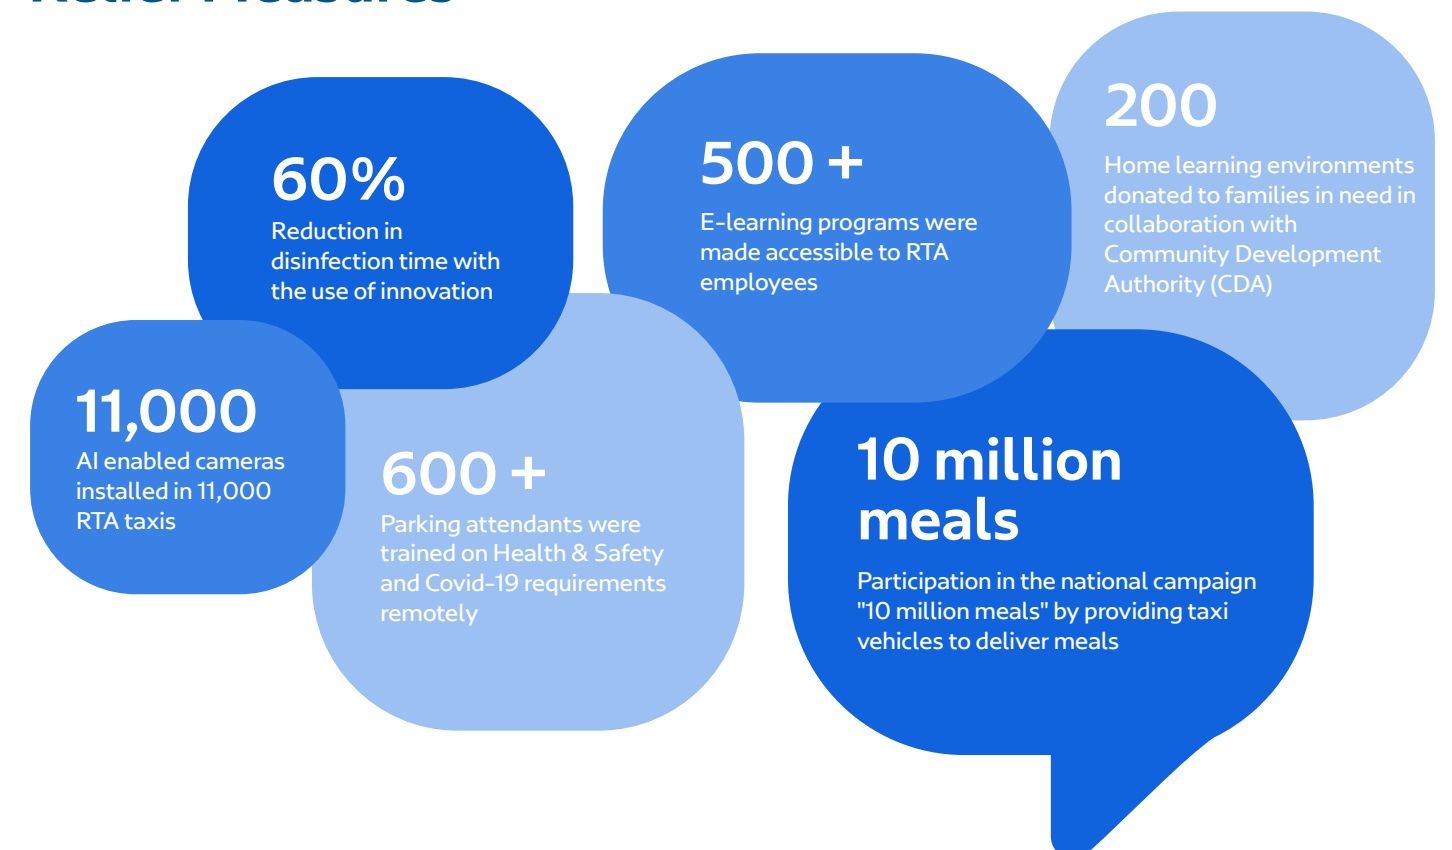 Relief Measures
60%
Reduction in
disinfection time with
the use of innovation
500 +
E-learning programs were
made accessible to RTA
employees
200
Home learning environments
donated to families in need in
collaboration with
Community Development
Authority (CDA)
11,000
AI enabled cameras
installed in 11,000
RTA taxis
600 +
Parking attendants were
trained on Health & Safety
and Covid-19 requirements
remotely
10 million
meals
Participation in the national campaign
"10 million meals" by providing taxi
vehicles to deliver meals